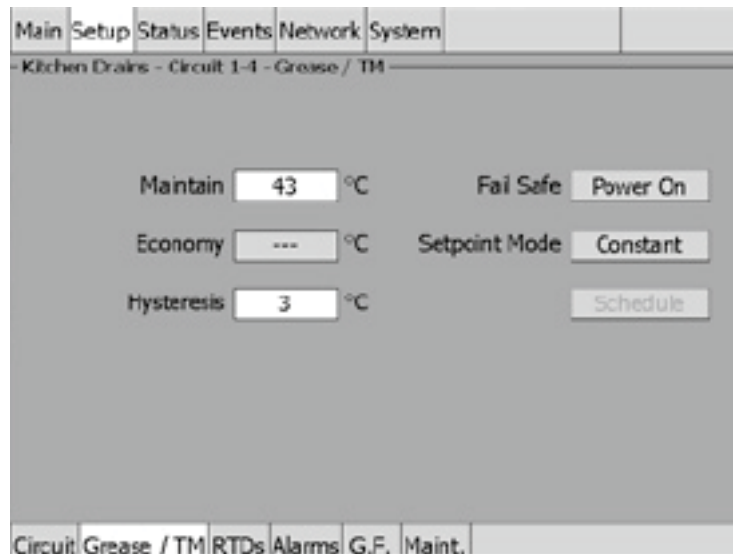 Main Setup Status Events Network System
Kitchen Drains - Circuit 1-4 - Grease / TM
Maintain 43 °C Fail Safe Power On
Economy --- °C Setpoint Mode Constant
Hysteresis 3 °C Schedule
Circuit Grease / TM RTDs Alarms G.F. Maint.